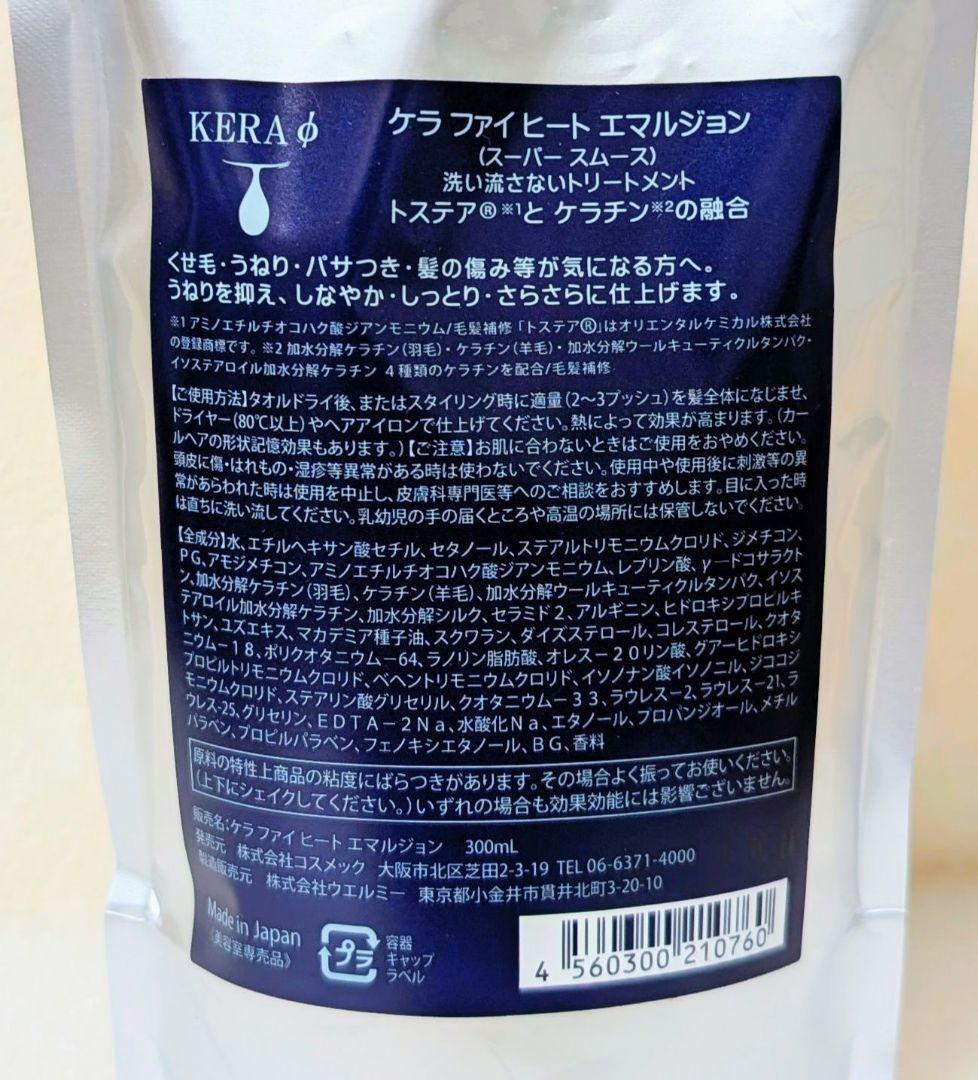 KERA φ
ケラ ファイ ヒート エマルジョン
(スーパー スムース)
洗い流さないトリートメント
トステア®※1と ケラチン※2の融合
くせ毛・うねり・パサつき・髪の傷み等が気になる方へ。
うねりを抑え、しなやか・しっとり・さらさらに仕上げます。
※1 アミノエチルチオコハク酸ジアンモニウム/毛髪補修 「トステア®」はオリエンタルケミカル株式会社
の登録商標です。 ※2 加水分解ケラチン(羽毛)・ケラチン(羊毛)・加水分解ウールキューティクルタンパク・
イソステアロイル加水分解ケラチン 4種類のケラチンを配合/毛髪補修
【ご使用方法】タオルドライ後、またはスタイリング時に適量(2～3プッシュ)を髪全体になじませ、
ドライヤー(80℃以上)やヘアアイロンで仕上げてください。熱によって効果が高まります。(カー
ルヘアの形状記憶効果もあります。)【ご注意】お肌に合わないときはご使用をおやめください。
頭皮に傷・はれもの・湿疹等異常がある時は使わないでください。使用中や使用後に刺激等の異
常があらわれた時は使用を中止し、皮膚科専門医等へのご相談をおすすめします。目に入った時
は直ちに洗い流してください。乳幼児の手の届くところや高温の場所には保管しないでください。
【全成分】水、エチルヘキサン酸セチル、セタノール、ステアルトリモニウムクロリド、ジメチコン、
PG、アモジメチコン、アミノエチルチオコハク酸ジアンモニウム、レブリン酸、γードコサラクト
ン、加水分解ケラチン(羽毛)、ケラチン(羊毛)、加水分解ウールキューティクルタンパク、イソス
テアロイル加水分解ケラチン、加水分解シルク、セラミド2、アルギニン、ヒドロキシプロピルキ
トサン、ユズエキス、マカデミア種子油、スクワラン、ダイズステロール、コレステロール、クオタ
ニウム－18、ポリクオタニウム－64、ラノリン脂肪酸、オレス－20リン酸、グアーヒドロキシ
プロピルトリモニウムクロリド、ベヘントリモニウムクロリド、イソノナン酸イソノニル、ジココジ
モニウムクロリド、ステアリン酸グリセリル、クオタニウム－33、ラウレス－2、ラウレス－21、ラ
ウレス-25、グリセリン、EDTA－2Na、水酸化Na、エタノール、プロパンジオール、メチル
パラベン、プロピルパラベン、フェノキシエタノール、BG、香料
原料の特性上商品の粘度にばらつきがあります。その場合よく振ってお使いください。
(上下にシェイクしてください。)いずれの場合も効果効能には影響ございません。
販売名:ケラ ファイ ヒート エマルジョン 300mL
発売元 株式会社コスメック 大阪市北区芝田2-3-19 TEL 06-6371-4000
製造販売元 株式会社ウエルミー 東京都小金井市貫井北町3-20-10
Made in Japan
《美容室専売品》
プラ
容器
キャップ
ラベル
4 560300 210760